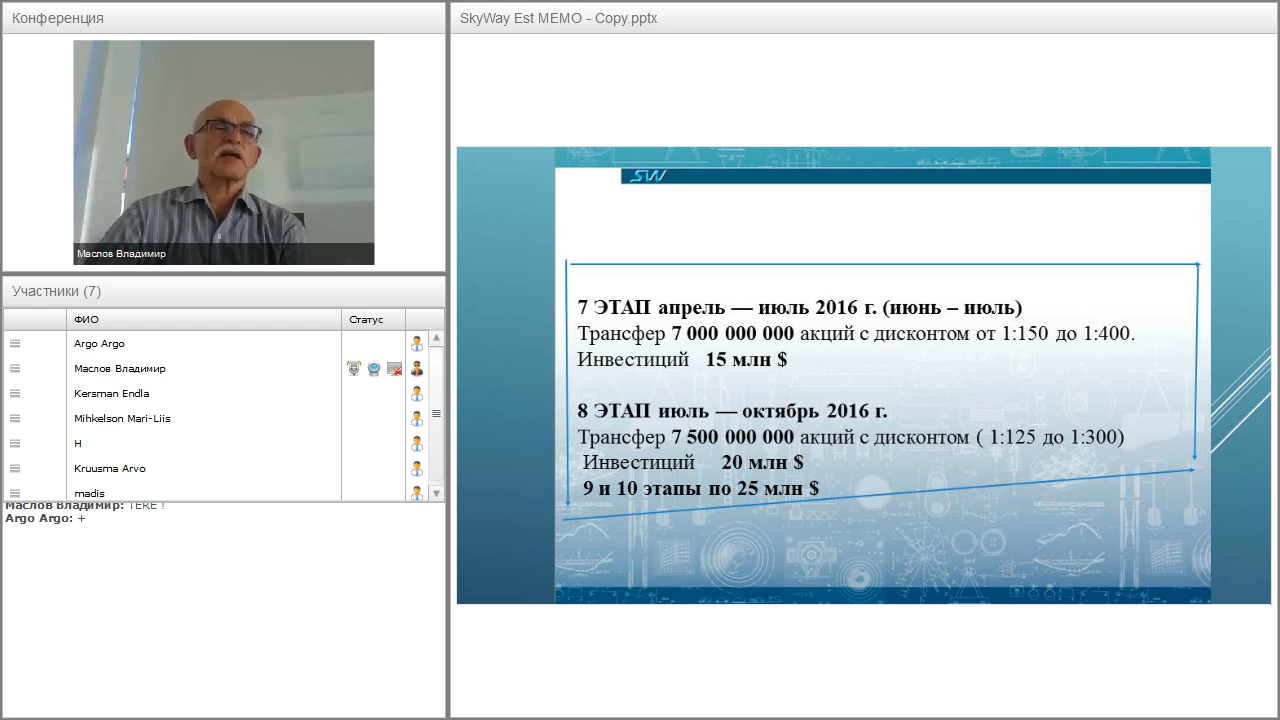 Конференция
Маслов Владимир
Участники (7)
ФИО
Статус
Argo Argo
Маслов Владимир
Kersman Endla
Mihkelson Mari-Liis
H
Kruusma Arvo
madis
Маслов Владимир: TERE !
Argo Argo: +
SkyWay Est MEMO - Copy.pptx
SW
7 ЭТАП апрель — июль 2016 г. (июнь – июль)
Трансфер 7 000 000 000 акций с дисконтом от 1:150 до 1:400.
Инвестиций 15 млн $
8 ЭТАП июль — октябрь 2016 г.
Трансфер 7 500 000 000 акций с дисконтом ( 1:125 до 1:300)
Инвестиций 20 млн $
9 и 10 этапы по 25 млн $